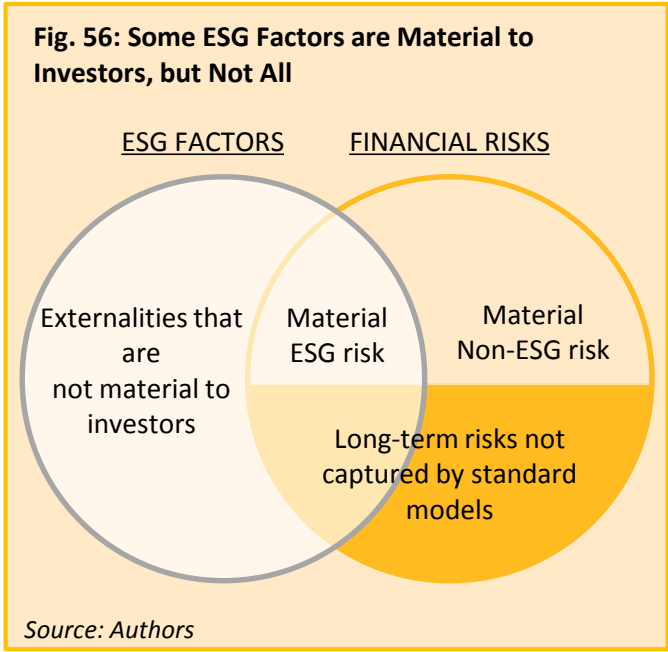 Fig. 56: Some ESG Factors are Material to
Investors, but Not All
ESG FACTORS
FINANCIAL RISKS
Externalities that
are
not material to
investors
Material
ESG risk
Material
Non-ESG risk
Long-term risks not
captured by standard
models
Source: Authors